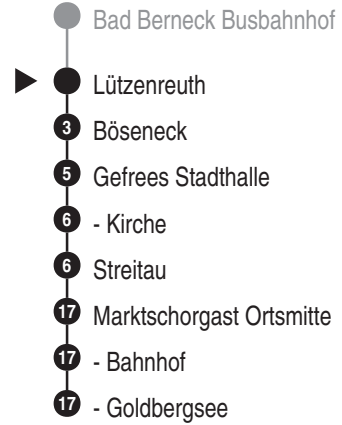 Bad Berneck Busbahnhof
Lützenreuth
3 Böseneck
5 Gefrees Stadthalle
6 - Kirche
6 Streitau
17 Marktschorgast Ortsmitte
17 - Bahnhof
17 - Goldbergsee